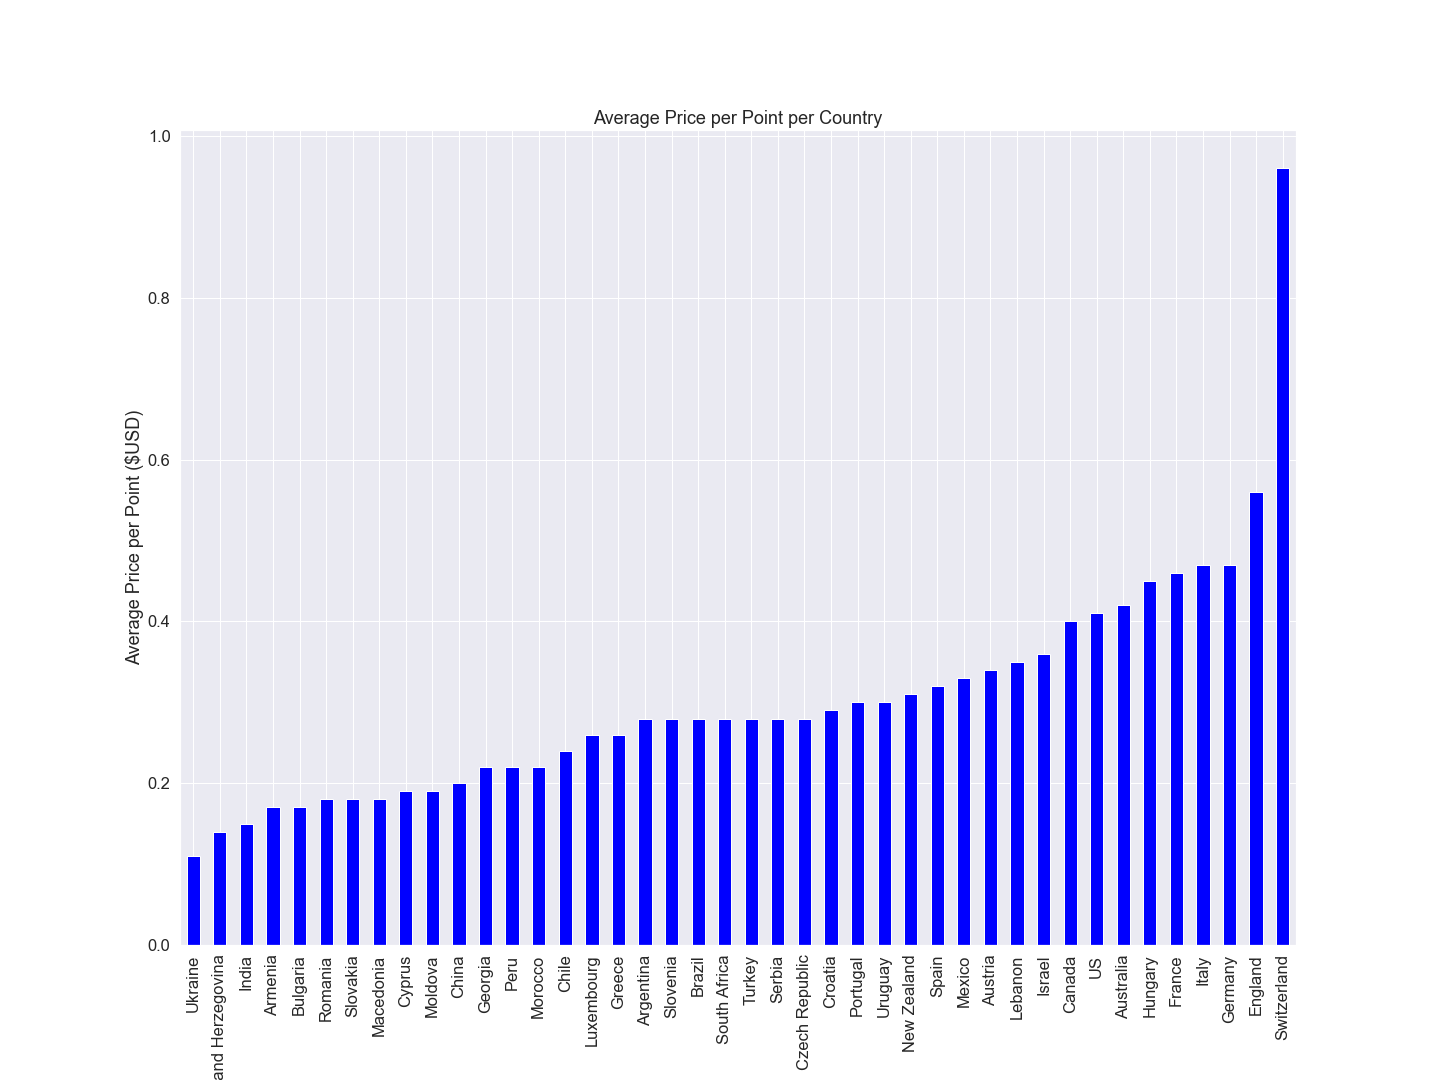 Average Price per Point per Country
Average Price per Point ($USD)
1.0
0.8
0.6
0.4
0.2
0.0
Ukraine
and Herzegovina
India
Armenia
Bulgaria
Romania
Slovakia
Macedonia
Cyprus
Moldova
China
Georgia
Peru
Morocco
Chile
Luxembourg
Greece
Argentina
Slovenia
Brazil
South Africa
Turkey
Serbia
Czech Republic
Croatia
Portugal
Uruguay
New Zealand
Spain
Mexico
Austria
Lebanon
Israel
Canada
US
Australia
Hungary
France
Italy
Germany
England
Switzerland